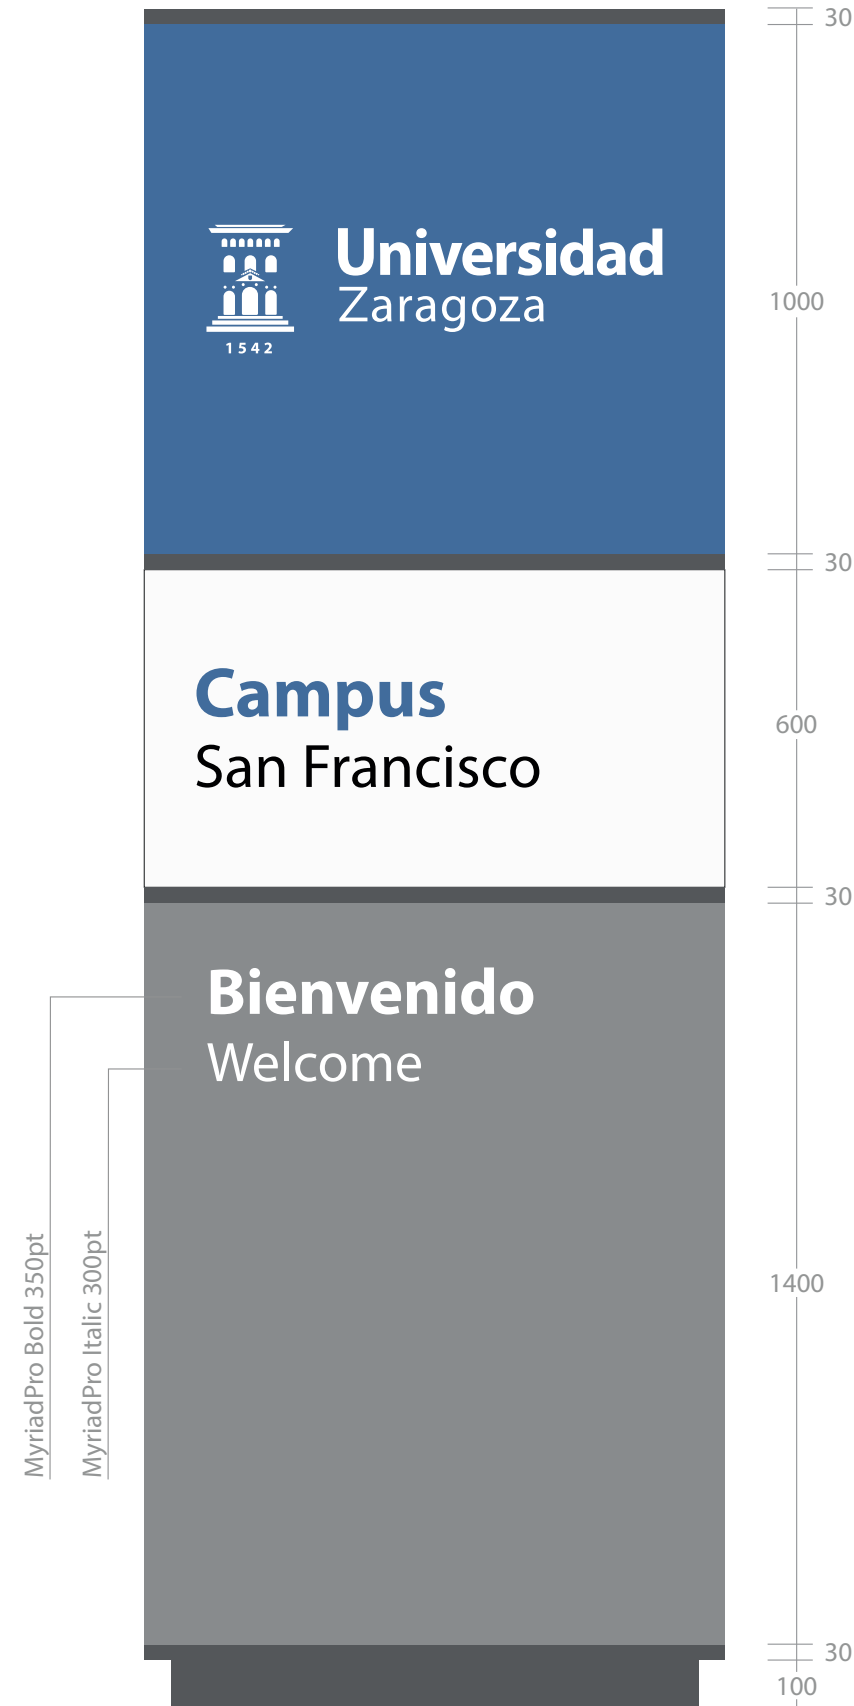 30
Universidad
Zaragoza
1542
1000
30
Campus
San Francisco
600
30
Bienvenido
Welcome
MyriadPro Bold 350pt
MyriadPro Italic 300pt
1400
30
100